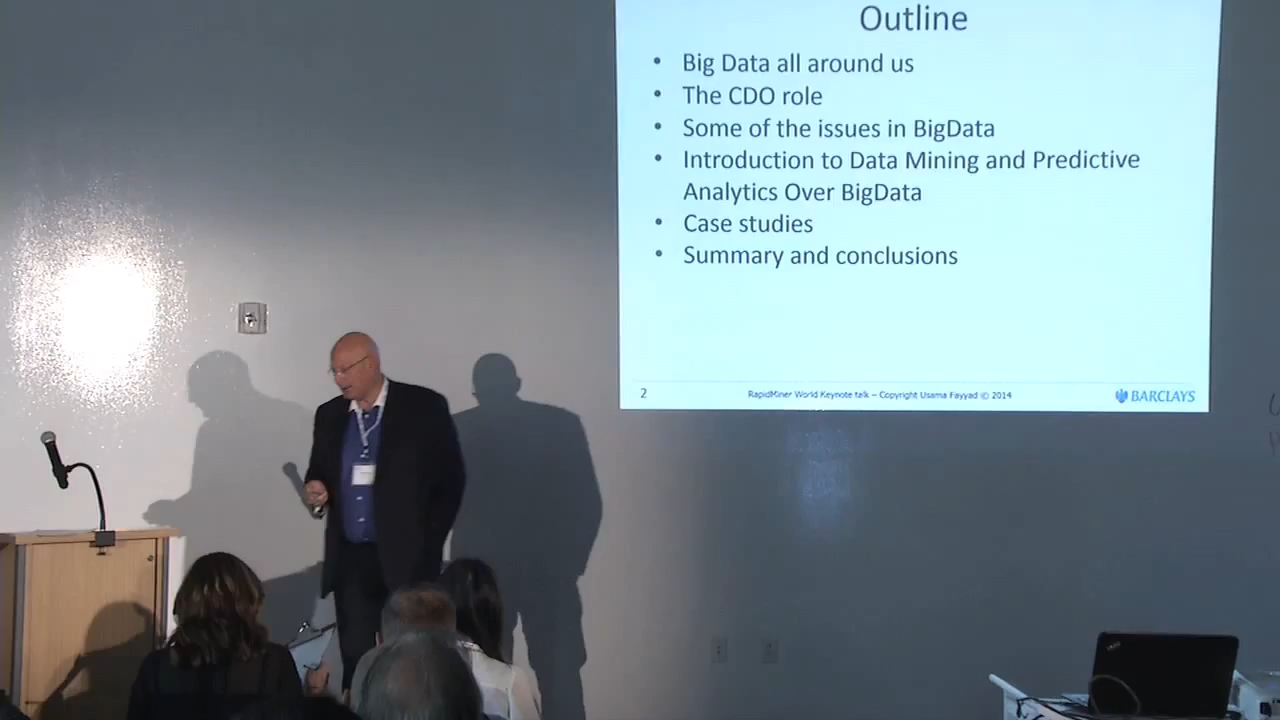 Outline
• Big Data all around us
• The CDO role
• Some of the issues in BigData
• Introduction to Data Mining and Predictive
Analytics Over BigData
• Case studies
• Summary and conclusions
2 RapidMiner World Keynote talk – Copyright Usama Fayyad © 2014 BARCLAYS